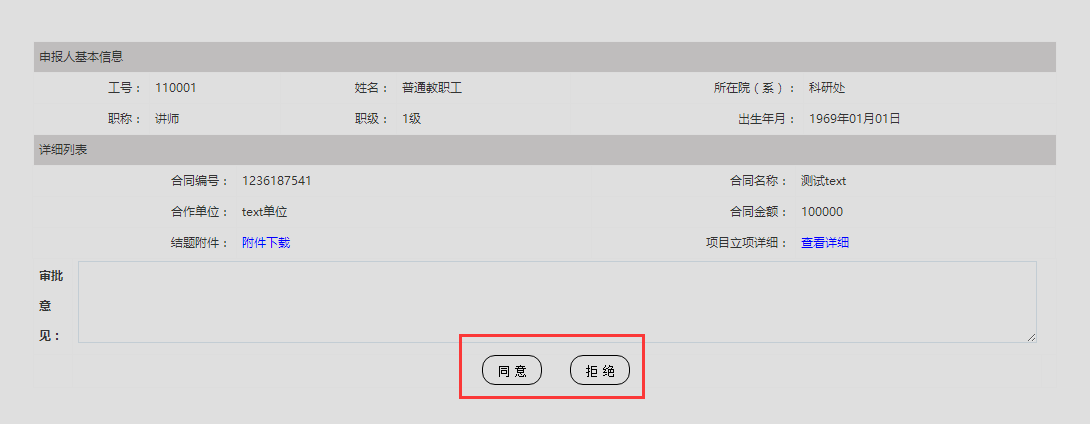 申报人基本信息
工号： 110001 姓名： 普通教职工 所在院（系）： 科研处
职称： 讲师 职级： 1级 出生年月： 1969年01月01日
详细列表
合同编号： 1236187541 合同名称： 测试text
合作单位： text单位 合同金额： 100000
结题附件： 附件下载 项目立项详细： 查看详细
审批
意
见：
同 意 拒 绝